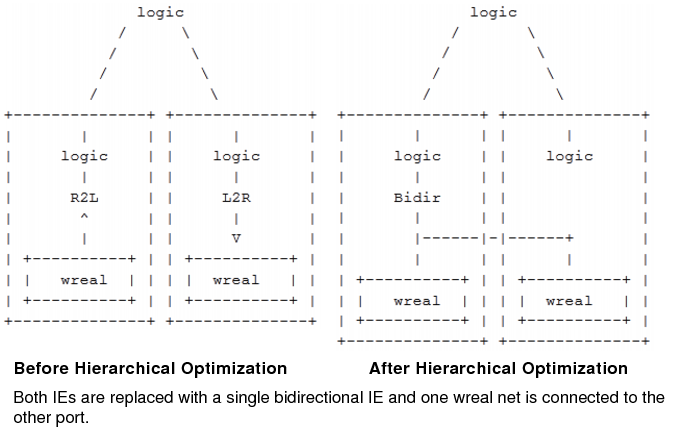 logic logic
logic logic logic logic
R2L L2R Bidir
wreal wreal
wreal wreal
Before Hierarchical Optimization After Hierarchical Optimization
Both IEs are replaced with a single bidirectional IE and one wreal net is connected to the
other port.